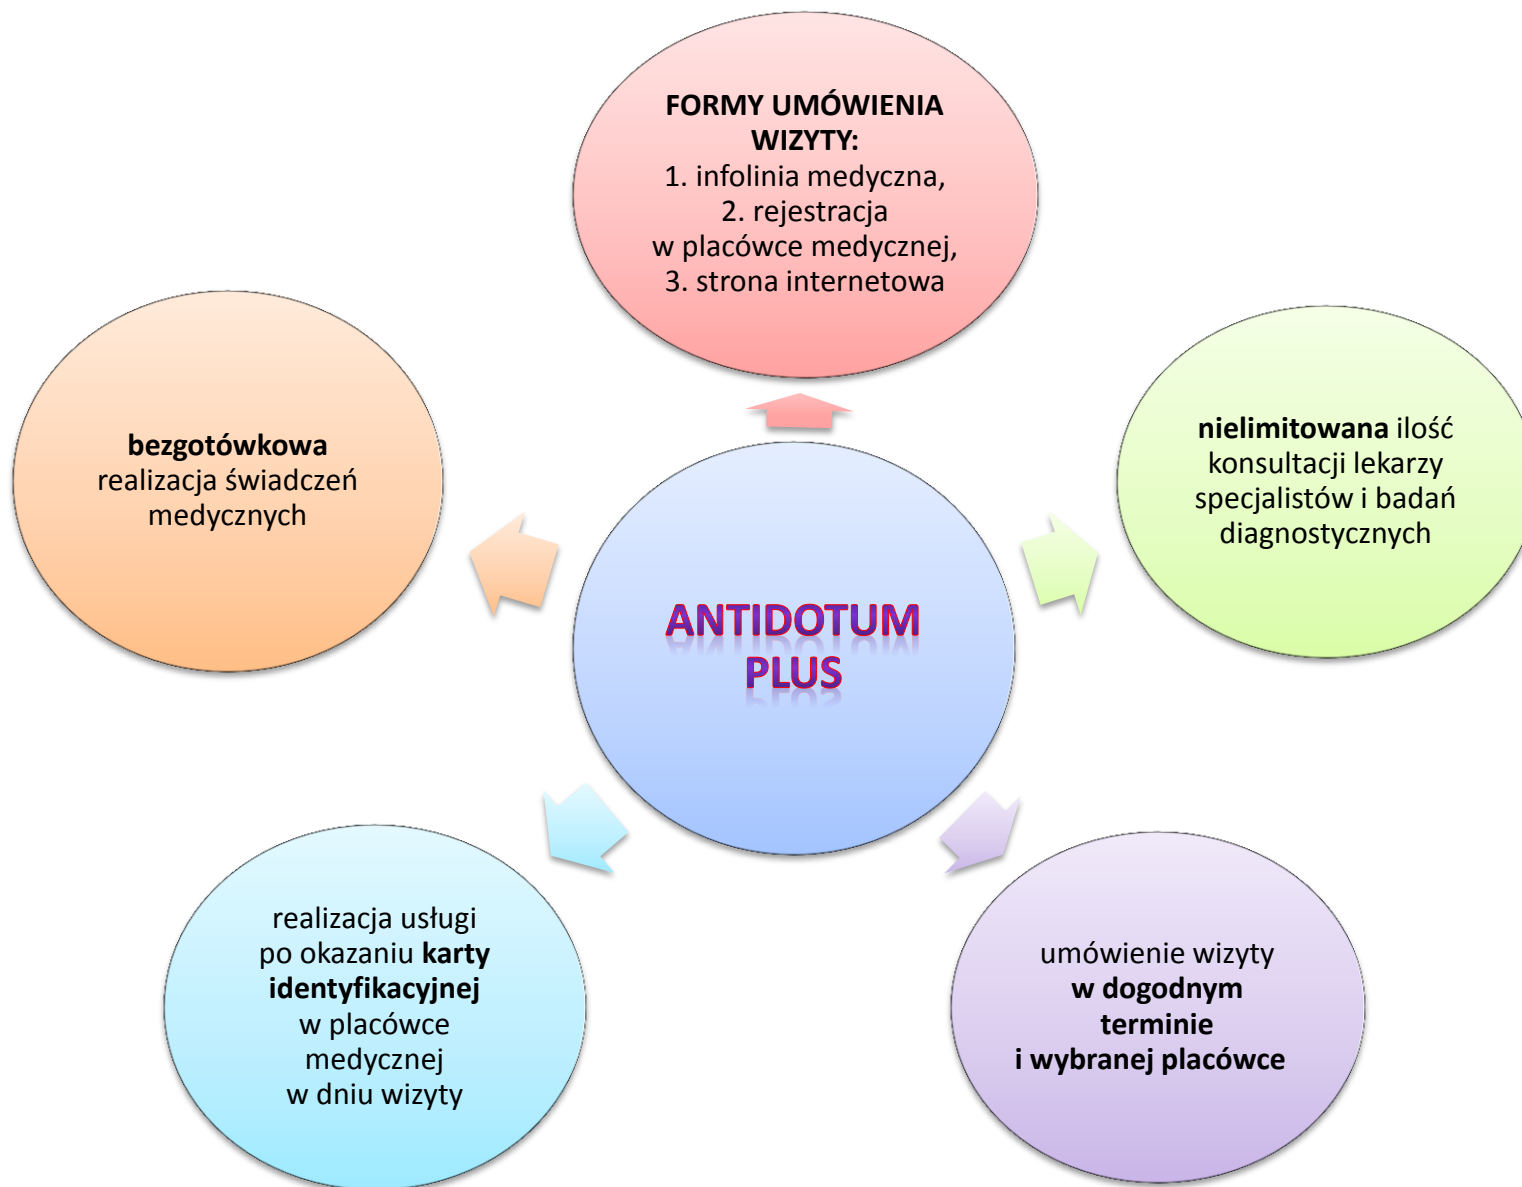 FORMY UMÓWIENIA
WIZYTY:
1. infolinia medyczna,
2. rejestracja
w placówce medycznej,
3. strona internetowa
bezgotówkowa
realizacja świadczeń
medycznych
nielimitowana ilość
konsultacji lekarzy
specjalistów i badań
diagnostycznych
ANTIDOTUM
PLUS
realizacja usługi
po okazaniu karty
identyfikacyjnej
w placówce
medycznej
w dniu wizyty
umówienie wizyty
w dogodnym
terminie
i wybranej placówce